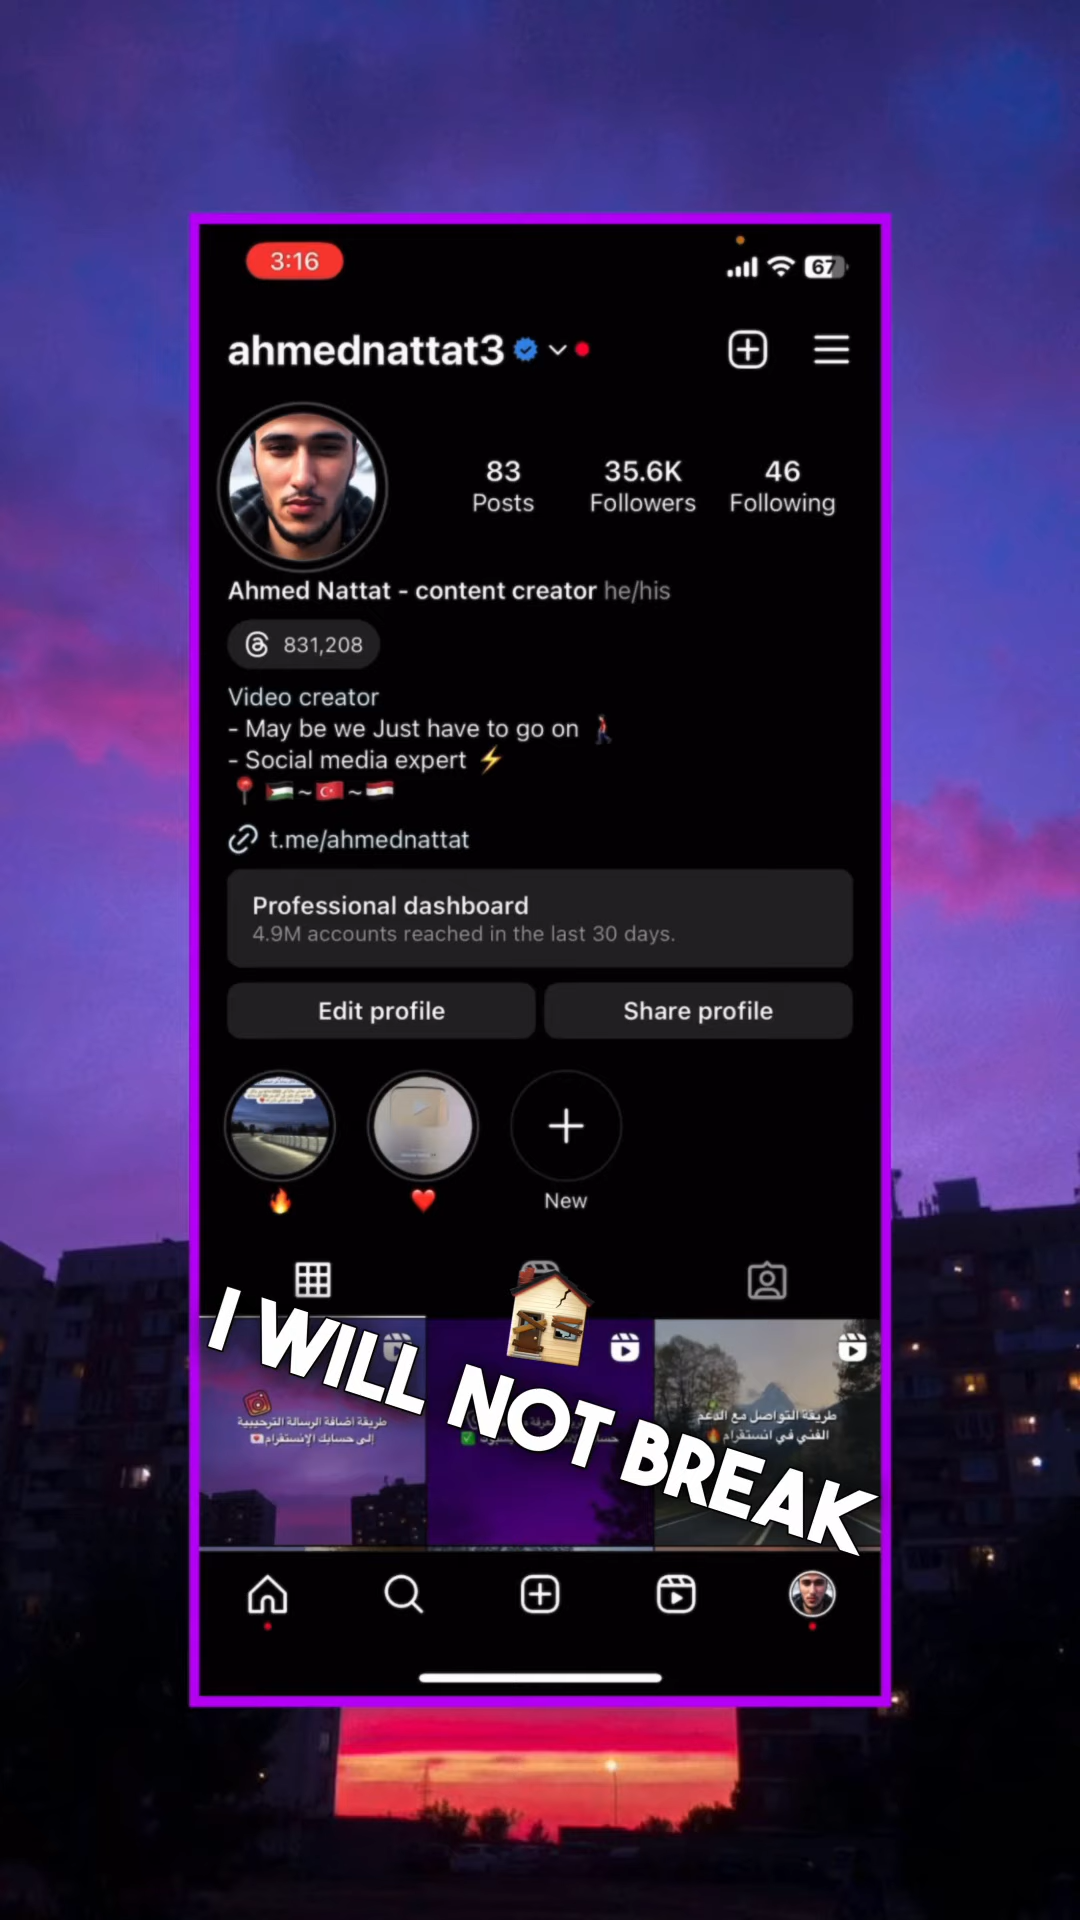 3:16
67
ahmednattat3
83
Posts
35.6K
Followers
46
Following
Ahmed Nattat - content creator he/his
831,208
Video creator
- May be we Just have to go on
- Social media expert
~ ~
t.me/ahmednattat
Professional dashboard
4.9M accounts reached in the last 30 days.
Edit profile
Share profile
New
طريقة اضافة الرسالة الترحيبية
إلى حسابك الإنستقرام
طريقة التواصل مع الدعم
الفني في انستقرام
I WILL NOT BREAK